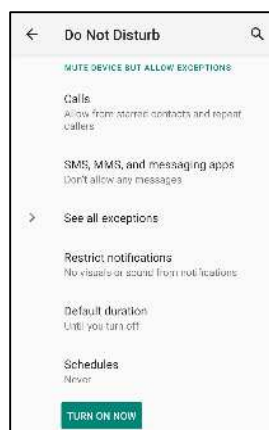 Do Not Disturb
MUTE DEVICE BUT ALLOW EXCEPTIONS
Calls
Allow from starred contacts and repeat
callers
SMS, MMS, and messaging apps
Don't allow any messages
See all exceptions
Restrict notifications
No visuals or sound from notifications
Default duration
Until you turn off
Schedules
Never
TURN ON NOW